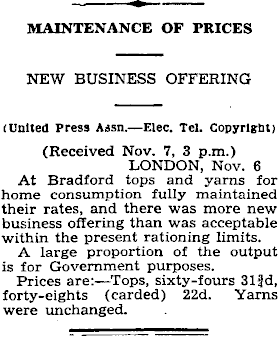 MAINTENANCE OF PRICES
NEW BUSINESS OFFERING
(United Press Assn.—Elec. Tel. Copyright)
(Received Nov. 7, 3 p.m.)
LONDON, Nov. 6
At Bradford tops and yarns for
home consumption fully maintained
their rates, and there was more new
business offering than was acceptable
within the present rationing limits.
A large proportion of the output
is for Government purposes.
Prices are:—Tops, sixty-fours 31¾d,
forty-eights (carded) 22d. Yarns
were unchanged.